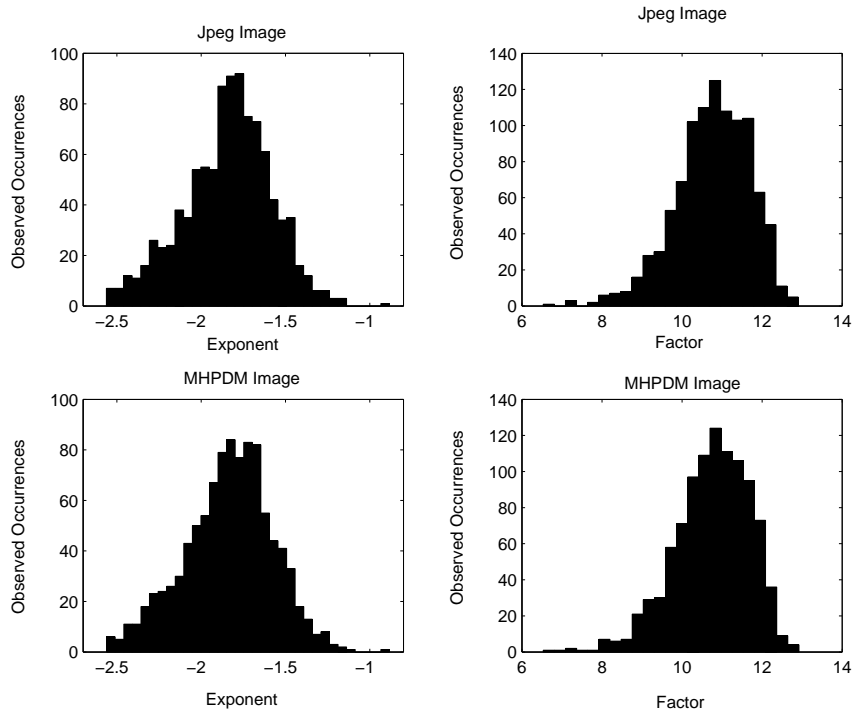 Jpeg Image
100
80
60
40
20
0
Observed Occurrences
−2.5 −2 −1.5 −1
Exponent
Jpeg Image
140
120
100
80
60
40
20
0
Observed Occurrences
6 8 10 12 14
Factor
MHPDM Image
100
80
60
40
20
0
Observed Occurrences
−2.5 −2 −1.5 −1
Exponent
MHPDM Image
140
120
100
80
60
40
20
0
Observed Occurrences
6 8 10 12 14
Factor